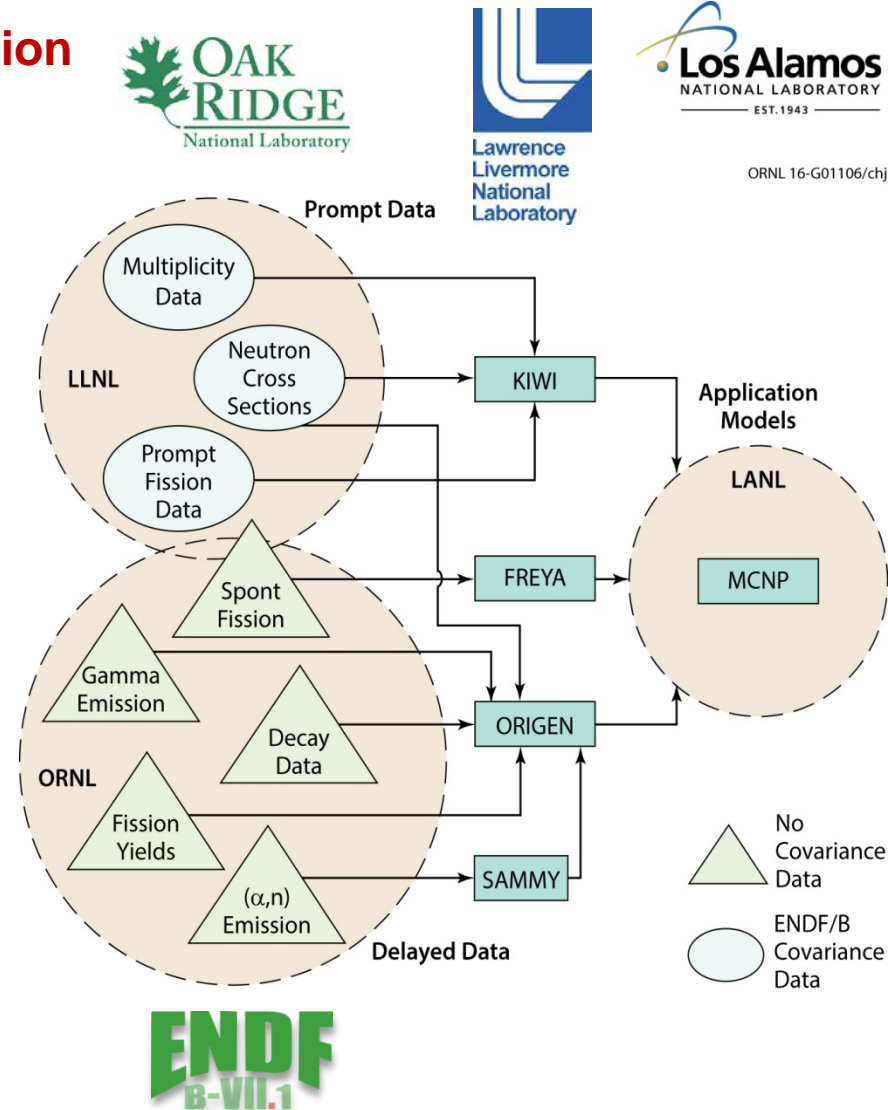 ion
OAK
RIDGE
National Laboratory
Lawrence
Livermore
National
Laboratory
Los Alamos
NATIONAL LABORATORY
EST.1943
ORNL 16-G01106/chj
Prompt Data
Multiplicity
Data
LLNL
Neutron
Cross
Sections
Prompt
Fission
Data
KIWI
Application
Models
LANL
MCNP
Spont
Fission
FREYA
Gamma
Emission
Decay
Data
ORIGEN
ORNL
Fission
Yields
(α,n)
Emission
SAMMY
Delayed Data
No
Covariance
Data
ENDF/B
Covariance
Data
ENDF
B-VII.1